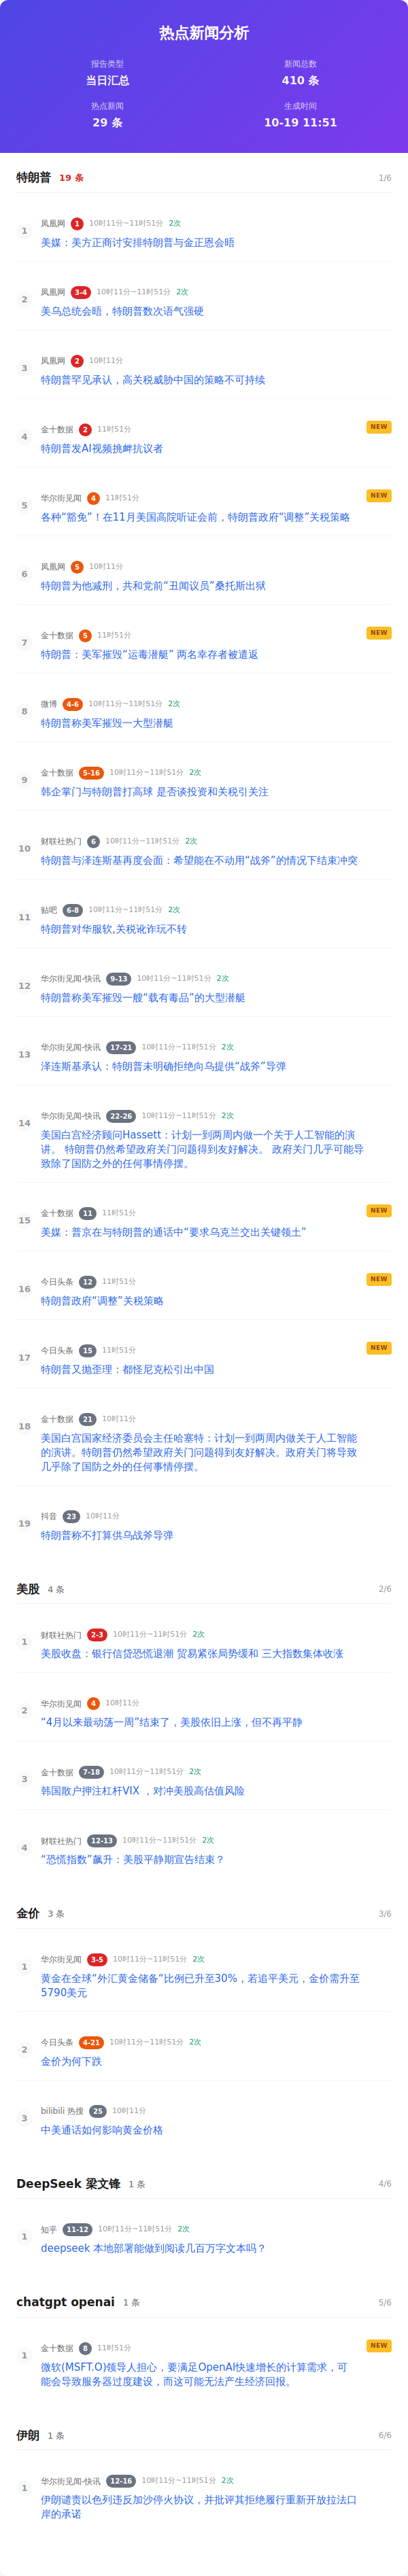 热点新闻分析
报告类型
当日汇总
新闻总数
410 条
热点新闻
29 条
生成时间
10-19 11:51
特朗普 19 条 1/6
1 凤凰网 1 10时11分~11时51分 2次
美媒：美方正商讨安排特朗普与金正恩会晤
2 凤凰网 3-4 10时11分~11时51分 2次
美乌总统会晤，特朗普数次语气强硬
3 凤凰网 2 10时11分
特朗普罕见承认，高关税威胁中国的策略不可持续
4 金十数据 2 11时51分 NEW
特朗普发AI视频挑衅抗议者
5 华尔街见闻 4 11时51分 NEW
各种“豁免”！在11月美国高院听证会前，特朗普政府“调整”关税策略
6 凤凰网 5 10时11分
特朗普为他减刑，共和党前“丑闻议员”桑托斯出狱
7 金十数据 5 11时51分 NEW
特朗普：美军摧毁“运毒潜艇” 两名幸存者被遣返
8 微博 4-6 10时11分~11时51分 2次
特朗普称美军摧毁一大型潜艇
9 金十数据 5-16 10时11分~11时51分 2次
韩企掌门与特朗普打高球 是否谈投资和关税引关注
10 财联社热门 6 10时11分~11时51分 2次
特朗普与泽连斯基再度会面：希望能在不动用“战斧”的情况下结束冲突
11 贴吧 6-8 10时11分~11时51分 2次
特朗普对华服软,关税讹诈玩不转
12 华尔街见闻-快讯 9-13 10时11分~11时51分 2次
特朗普称美军摧毁一艘“载有毒品”的大型潜艇
13 华尔街见闻-快讯 17-21 10时11分~11时51分 2次
泽连斯基承认：特朗普未明确拒绝向乌提供“战斧”导弹
14 华尔街见闻-快讯 22-26 10时11分~11时51分 2次
美国白宫经济顾问Hassett：计划一到两周内做一个关于人工智能的演
讲。 特朗普仍然希望政府关门问题得到友好解决。 政府关门几乎可能导
致除了国防之外的任何事情停摆。
15 金十数据 11 11时51分 NEW
美媒：普京在与特朗普的通话中“要求乌克兰交出关键领土”
16 今日头条 12 11时51分 NEW
特朗普政府“调整”关税策略
17 今日头条 15 11时51分 NEW
特朗普又抛歪理：都怪尼克松引出中国
18 金十数据 21 10时11分
美国白宫国家经济委员会主任哈塞特：计划一到两周内做关于人工智能
的演讲。特朗普仍然希望政府关门问题得到友好解决。政府关门将导致
几乎除了国防之外的任何事情停摆。
19 抖音 23 10时11分
特朗普称不打算供乌战斧导弹
美股 4 条 2/6
1 财联社热门 2-3 10时11分~11时51分 2次
美股收盘：银行信贷恐慌退潮 贸易紧张局势缓和 三大指数集体收涨
2 华尔街见闻 4 10时11分
“4月以来最动荡一周”结束了，美股依旧上涨，但不再平静
3 金十数据 7-18 10时11分~11时51分 2次
韩国散户押注杠杆VIX ，对冲美股高估值风险
4 财联社热门 12-13 10时11分~11时51分 2次
“恐慌指数”飙升：美股平静期宣告结束？
金价 3 条 3/6
1 华尔街见闻 3-5 10时11分~11时51分 2次
黄金在全球“外汇黄金储备“比例已升至30%，若追平美元，金价需升至
5790美元
2 今日头条 4-21 10时11分~11时51分 2次
金价为何下跌
3 bilibili 热搜 25 10时11分
中美通话如何影响黄金价格
DeepSeek 梁文锋 1 条 4/6
1 知乎 11-12 10时11分~11时51分 2次
deepseek 本地部署能做到阅读几百万字文本吗？
chatgpt openai 1 条 5/6
1 金十数据 8 11时51分 NEW
微软(MSFT.O)领导人担心，要满足OpenAI快速增长的计算需求，可
能会导致服务器过度建设，而这可能无法产生经济回报。
伊朗 1 条 6/6
1 华尔街见闻-快讯 12-16 10时11分~11时51分 2次
伊朗谴责以色列违反加沙停火协议，并批评其拒绝履行重新开放拉法口
岸的承诺